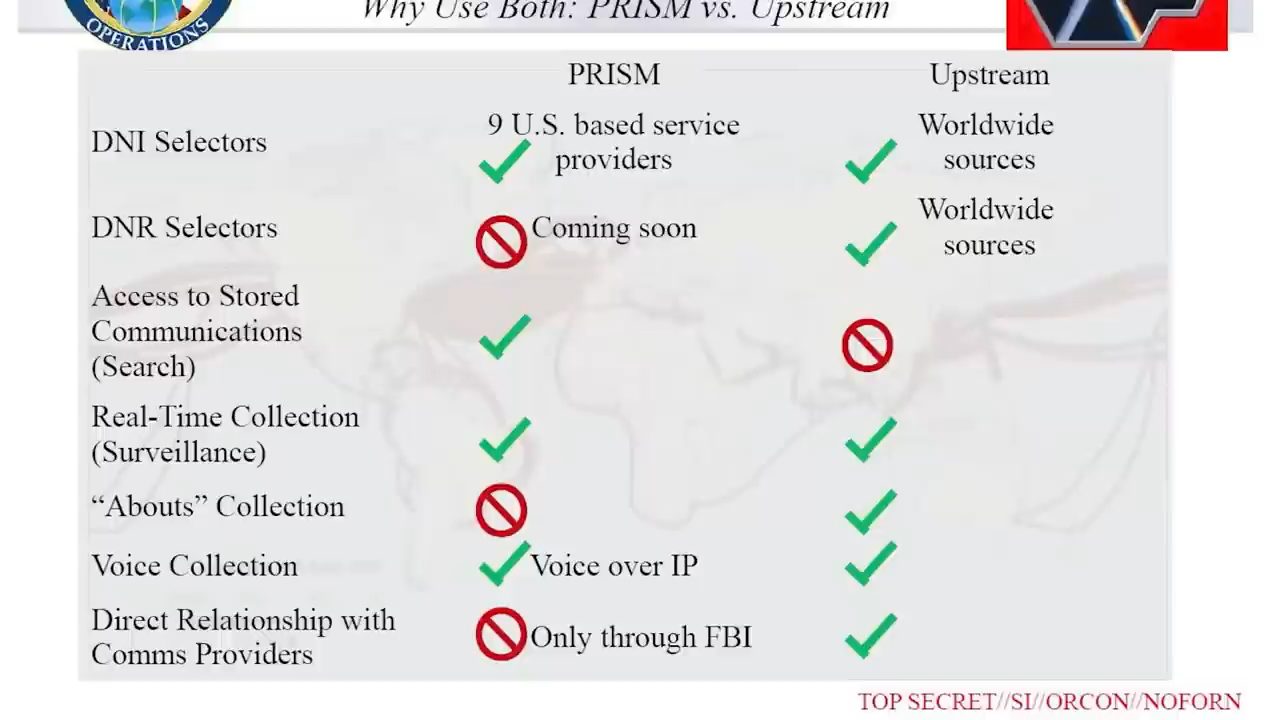 Why Use Both: PRISM vs. Upstream
OPERATIONS
PRISM
Upstream
DNI Selectors
9 U.S. based service
providers
Worldwide
sources
DNR Selectors
Coming soon
Worldwide
sources
Access to Stored
Communications
(Search)
Real-Time Collection
(Surveillance)
“Abouts” Collection
Voice Collection
Voice over IP
Direct Relationship with
Comms Providers
Only through FBI
TOP SECRET//SI//ORCON//NOFORN